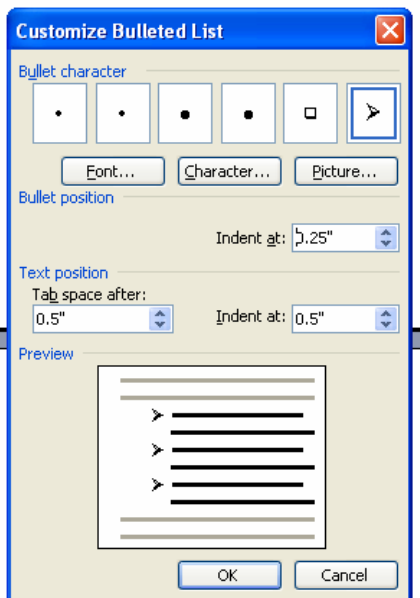 Customize Bulleted List
Bullet character
Font... Character... Picture...
Bullet position
Indent at: 0.25"
Text position
Tab space after:
0.5" Indent at: 0.5"
Preview
OK Cancel